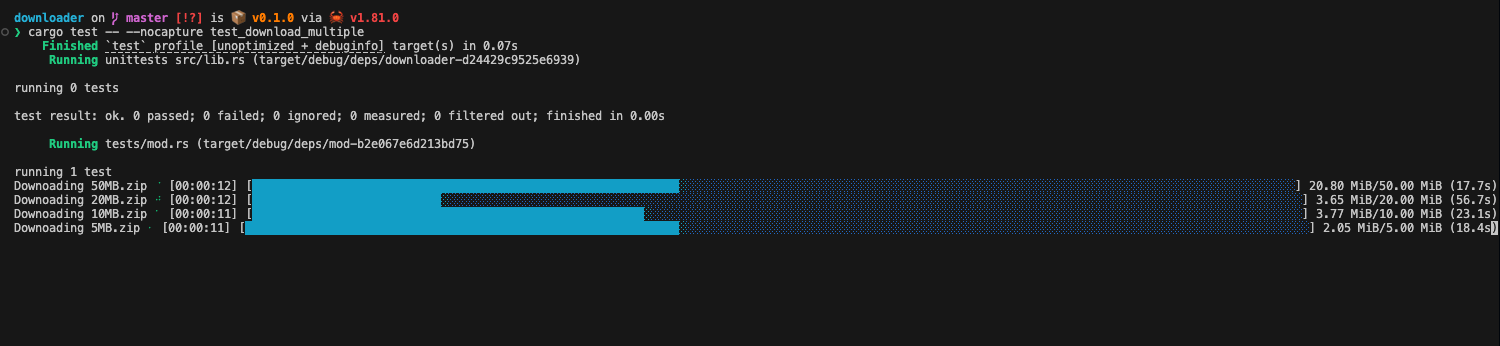 downloader on master [!?] is 📦 v0.1.0 via 🦀 v1.81.0
❯ cargo test -- --nocapture test_download_multiple
Finished `test` profile [unoptimized + debuginfo] target(s) in 0.07s
Running unittests src/lib.rs (target/debug/deps/downloader-d24429c9525e6939)
running 0 tests
test result: ok. 0 passed; 0 failed; 0 ignored; 0 measured; 0 filtered out; finished in 0.00s
Running tests/mod.rs (target/debug/deps/mod-b2e067e6d213bd75)
running 1 test
Downoading 50MB.zip [00:00:12] [ ] 20.80 MiB/50.00 MiB (17.7s)
Downoading 20MB.zip [00:00:12] [ ] 3.65 MiB/20.00 MiB (56.7s)
Downoading 10MB.zip [00:00:11] [ ] 3.77 MiB/10.00 MiB (23.1s)
Downoading 5MB.zip [00:00:11] [ ] 2.05 MiB/5.00 MiB (18.4s)